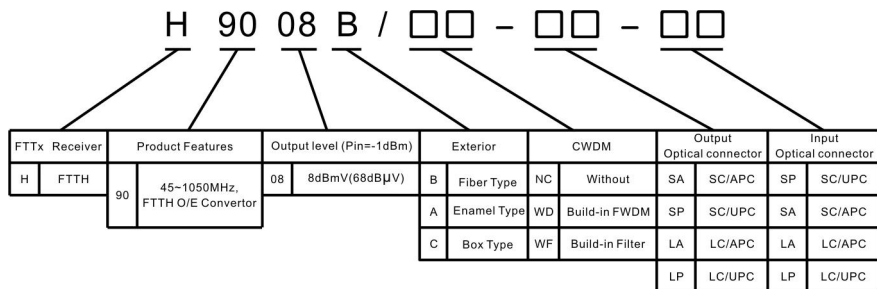 H 90 08 B / □□ - □□ - □□
FTTx Receiver Product Features Output level (Pin=-1dBm) Exterior CWDM Output Optical connector Input Optical connector
H FTTH 90 45~1050MHz, FTTH O/E Convertor 08 8dBmV(68dBµV) B Fiber Type NC Without SA SC/APC SP SC/UPC
A Enamel Type WD Build-in FWDM SP SC/UPC SA SC/APC
C Box Type WF Build-in Filter LA LC/APC LA LC/APC
LP LC/UPC LP LC/UPC